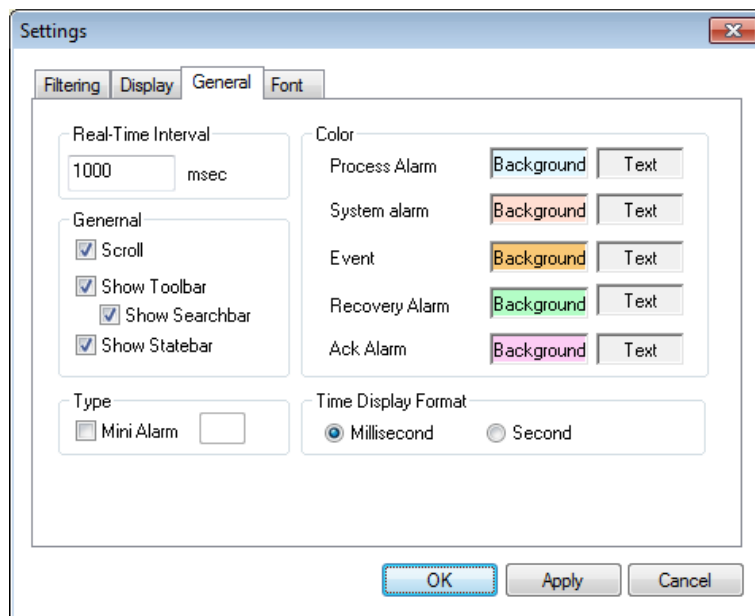 Settings
Filtering Display General Font
Real-Time Interval
1000 msec
Genernal
Scroll
Show Toolbar
Show Searchbar
Show Statebar
Type
Mini Alarm
Color
Process Alarm Background Text
System alarm Background Text
Event Background Text
Recovery Alarm Background Text
Ack Alarm Background Text
Time Display Format
Millisecond Second
OK Apply Cancel